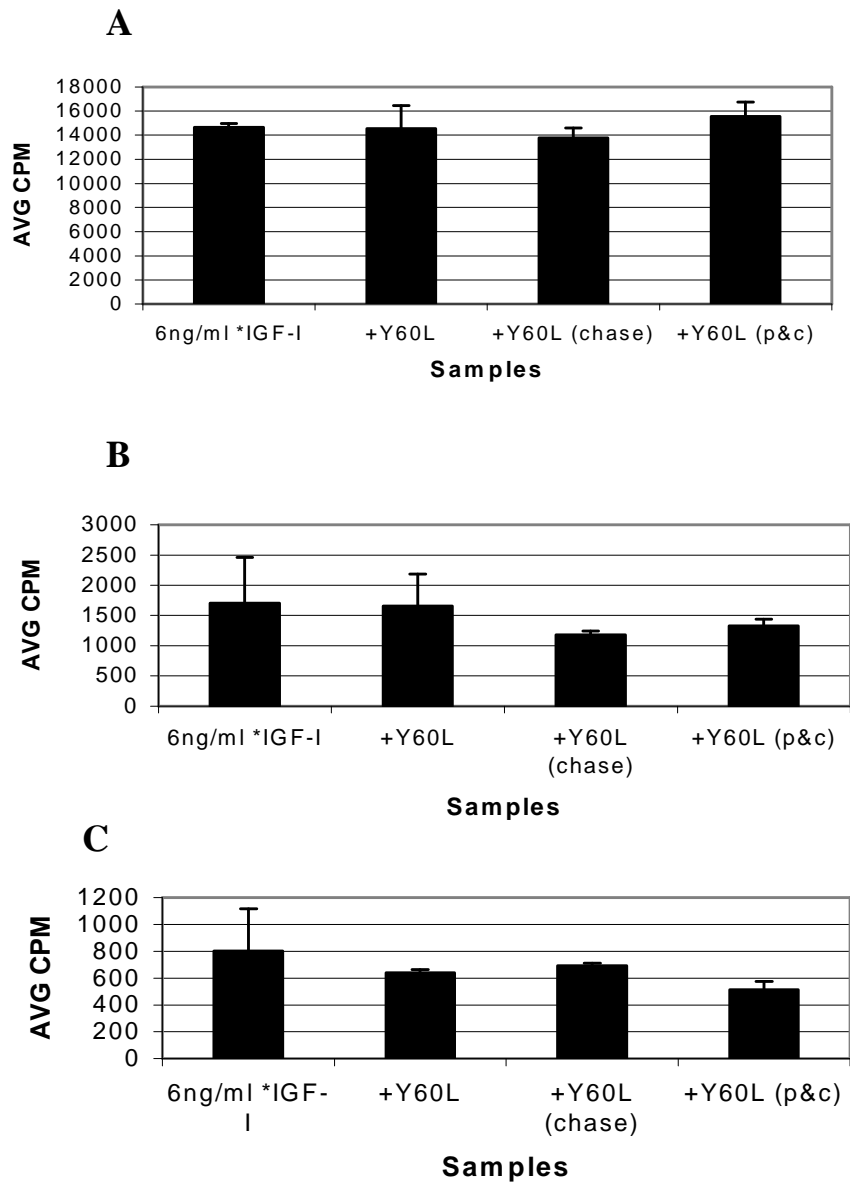 A
18000
16000
14000
12000
10000
8000
6000
4000
2000
0
AVG CPM
6ng/ml *IGF-I +Y60L +Y60L (chase) +Y60L (p&c)
Samples
B
3000
2500
2000
1500
1000
500
0
AVG CPM
6ng/ml *IGF-I +Y60L +Y60L +Y60L (p&c)
(chase)
Samples
C
1200
1000
800
600
400
200
0
AVG CPM
6ng/ml *IGF- +Y60L +Y60L +Y60L (p&c)
I (chase)
Samples